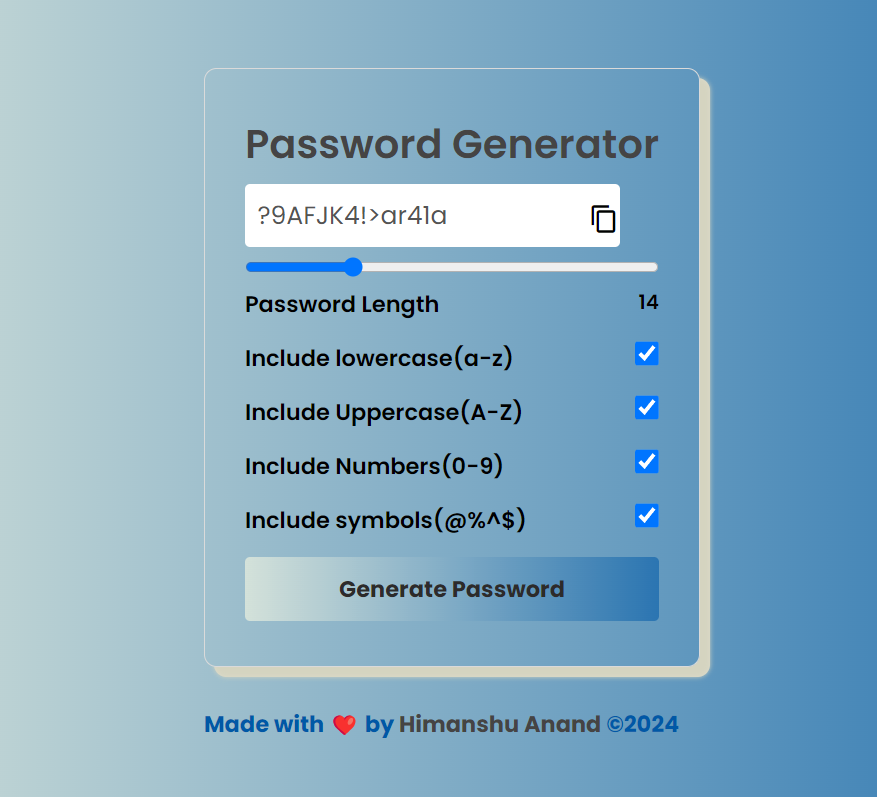 Password Generator
?9AFJK4!>ar41a
Password Length 14
Include lowercase(a-z)
Include Uppercase(A-Z)
Include Numbers(0-9)
Include symbols(@%^$)
Generate Password
Made with ❤️ by Himanshu Anand ©2024